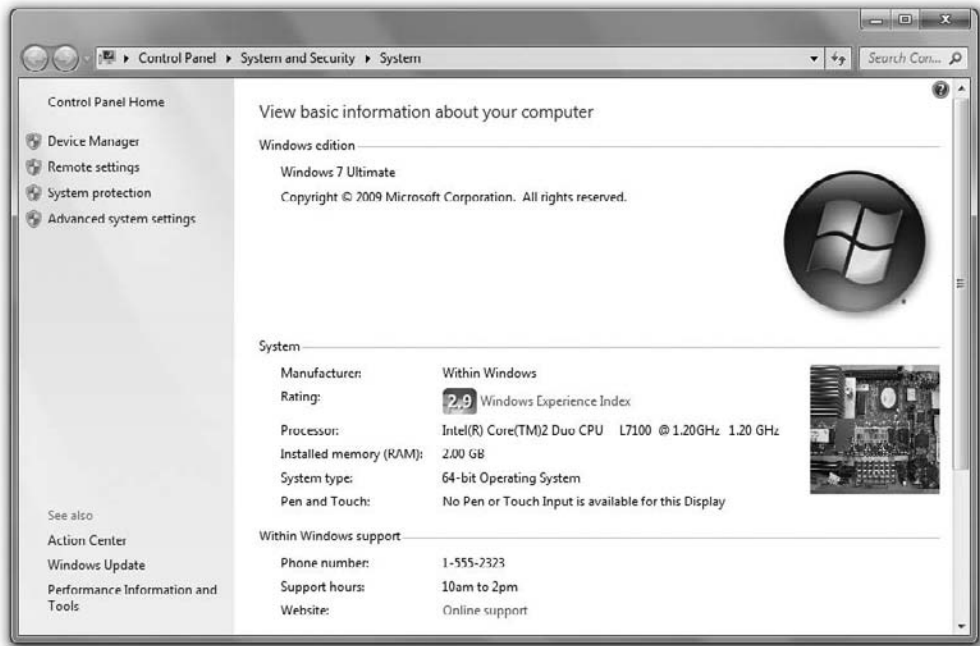 Control Panel ▸ System and Security ▸ System
Search Con...
Control Panel Home
Device Manager
Remote settings
System protection
Advanced system settings
See also
Action Center
Windows Update
Performance Information and
Tools
View basic information about your computer
Windows edition
Windows 7 Ultimate
Copyright © 2009 Microsoft Corporation. All rights reserved.
System
Manufacturer: Within Windows
Rating: 2.9 Windows Experience Index
Processor: Intel(R) Core(TM)2 Duo CPU L7100 @ 1.20GHz 1.20 GHz
Installed memory (RAM): 2.00 GB
System type: 64-bit Operating System
Pen and Touch: No Pen or Touch Input is available for this Display
Within Windows support
Phone number: 1-555-2323
Support hours: 10am to 2pm
Website: Online support